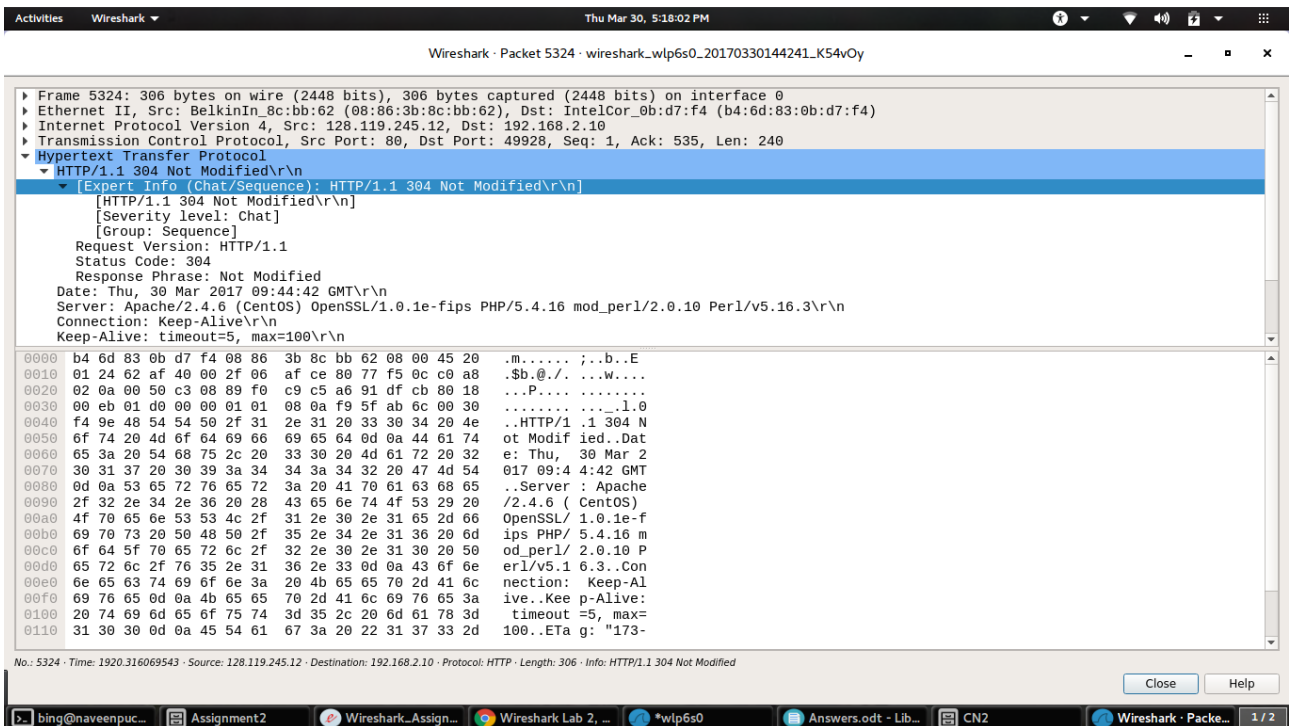 Activities Wireshark Thu Mar 30, 5:18:02 PM
Wireshark · Packet 5324 · wireshark_wlp6s0_20170330144241_K54vOy
Frame 5324: 306 bytes on wire (2448 bits), 306 bytes captured (2448 bits) on interface 0
Ethernet II, Src: BelkinIn_8c:bb:62 (08:86:3b:8c:bb:62), Dst: IntelCor_0b:d7:f4 (b4:6d:83:0b:d7:f4)
Internet Protocol Version 4, Src: 128.119.245.12, Dst: 192.168.2.10
Transmission Control Protocol, Src Port: 80, Dst Port: 49928, Seq: 1, Ack: 535, Len: 240
Hypertext Transfer Protocol
HTTP/1.1 304 Not Modified\r\n
[Expert Info (Chat/Sequence): HTTP/1.1 304 Not Modified\r\n]
[HTTP/1.1 304 Not Modified\r\n]
[Severity level: Chat]
[Group: Sequence]
Request Version: HTTP/1.1
Status Code: 304
Response Phrase: Not Modified
Date: Thu, 30 Mar 2017 09:44:42 GMT\r\n
Server: Apache/2.4.6 (CentOS) OpenSSL/1.0.1e-fips PHP/5.4.16 mod_perl/2.0.10 Perl/v5.16.3\r\n
Connection: Keep-Alive\r\n
Keep-Alive: timeout=5, max=100\r\n
0000 b4 6d 83 0b d7 f4 08 86 3b 8c bb 62 08 00 45 20 .m...... ;..b..E
0010 01 24 62 af 40 00 2f 06 af ce 80 77 f5 0c c0 a8 .$b.@./. ...w....
0020 02 0a 00 50 c3 08 89 f0 c9 c5 a6 91 df cb 80 18 ...P.... ........
0030 00 eb 01 d0 00 00 01 01 08 0a f9 5f ab 6c 00 30 ........ ..._.l.0
0040 f4 9e 48 54 54 50 2f 31 2e 31 20 33 30 34 20 4e ..HTTP/1 .1 304 N
0050 6f 74 20 4d 6f 64 69 66 69 65 64 0d 0a 44 61 74 ot Modif ied..Dat
0060 65 3a 20 54 68 75 2c 20 33 30 20 4d 61 72 20 32 e: Thu, 30 Mar 2
0070 30 31 37 20 30 39 3a 34 34 3a 34 32 20 47 4d 54 017 09:4 4:42 GMT
0080 0d 0a 53 65 72 76 65 72 3a 20 41 70 61 63 68 65 ..Server : Apache
0090 2f 32 2e 34 2e 36 20 28 43 65 6e 74 4f 53 29 20 /2.4.6 ( CentOS)
00a0 4f 70 65 6e 53 53 4c 2f 31 2e 30 2e 31 65 2d 66 OpenSSL/ 1.0.1e-f
00b0 69 70 73 20 50 48 50 2f 35 2e 34 2e 31 36 20 6d ips PHP/ 5.4.16 m
00c0 6f 64 5f 70 65 72 6c 2f 32 2e 30 2e 31 30 20 50 od_perl/ 2.0.10 P
00d0 65 72 6c 2f 76 35 2e 31 36 2e 33 0d 0a 43 6f 6e erl/v5.1 6.3..Con
00e0 6e 65 63 74 69 6f 6e 3a 20 4b 65 65 70 2d 41 6c nection: Keep-Al
00f0 69 76 65 0d 0a 4b 65 65 70 2d 41 6c 69 76 65 3a ive..Kee p-Alive:
0100 20 74 69 6d 65 6f 75 74 3d 35 2c 20 6d 61 78 3d timeout =5, max=
0110 31 30 30 0d 0a 45 54 61 67 3a 20 22 31 37 33 2d 100..ETa g: "173-
No.: 5324 · Time: 1920.316069543 · Source: 128.119.245.12 · Destination: 192.168.2.10 · Protocol: HTTP · Length: 306 · Info: HTTP/1.1 304 Not Modified
Close Help
bing@naveenpuc... Assignment2 Wireshark_Assign... Wireshark Lab 2, ... *wlp6s0 Answers.odt - Lib... CN2 Wireshark · Packe... 1 / 2